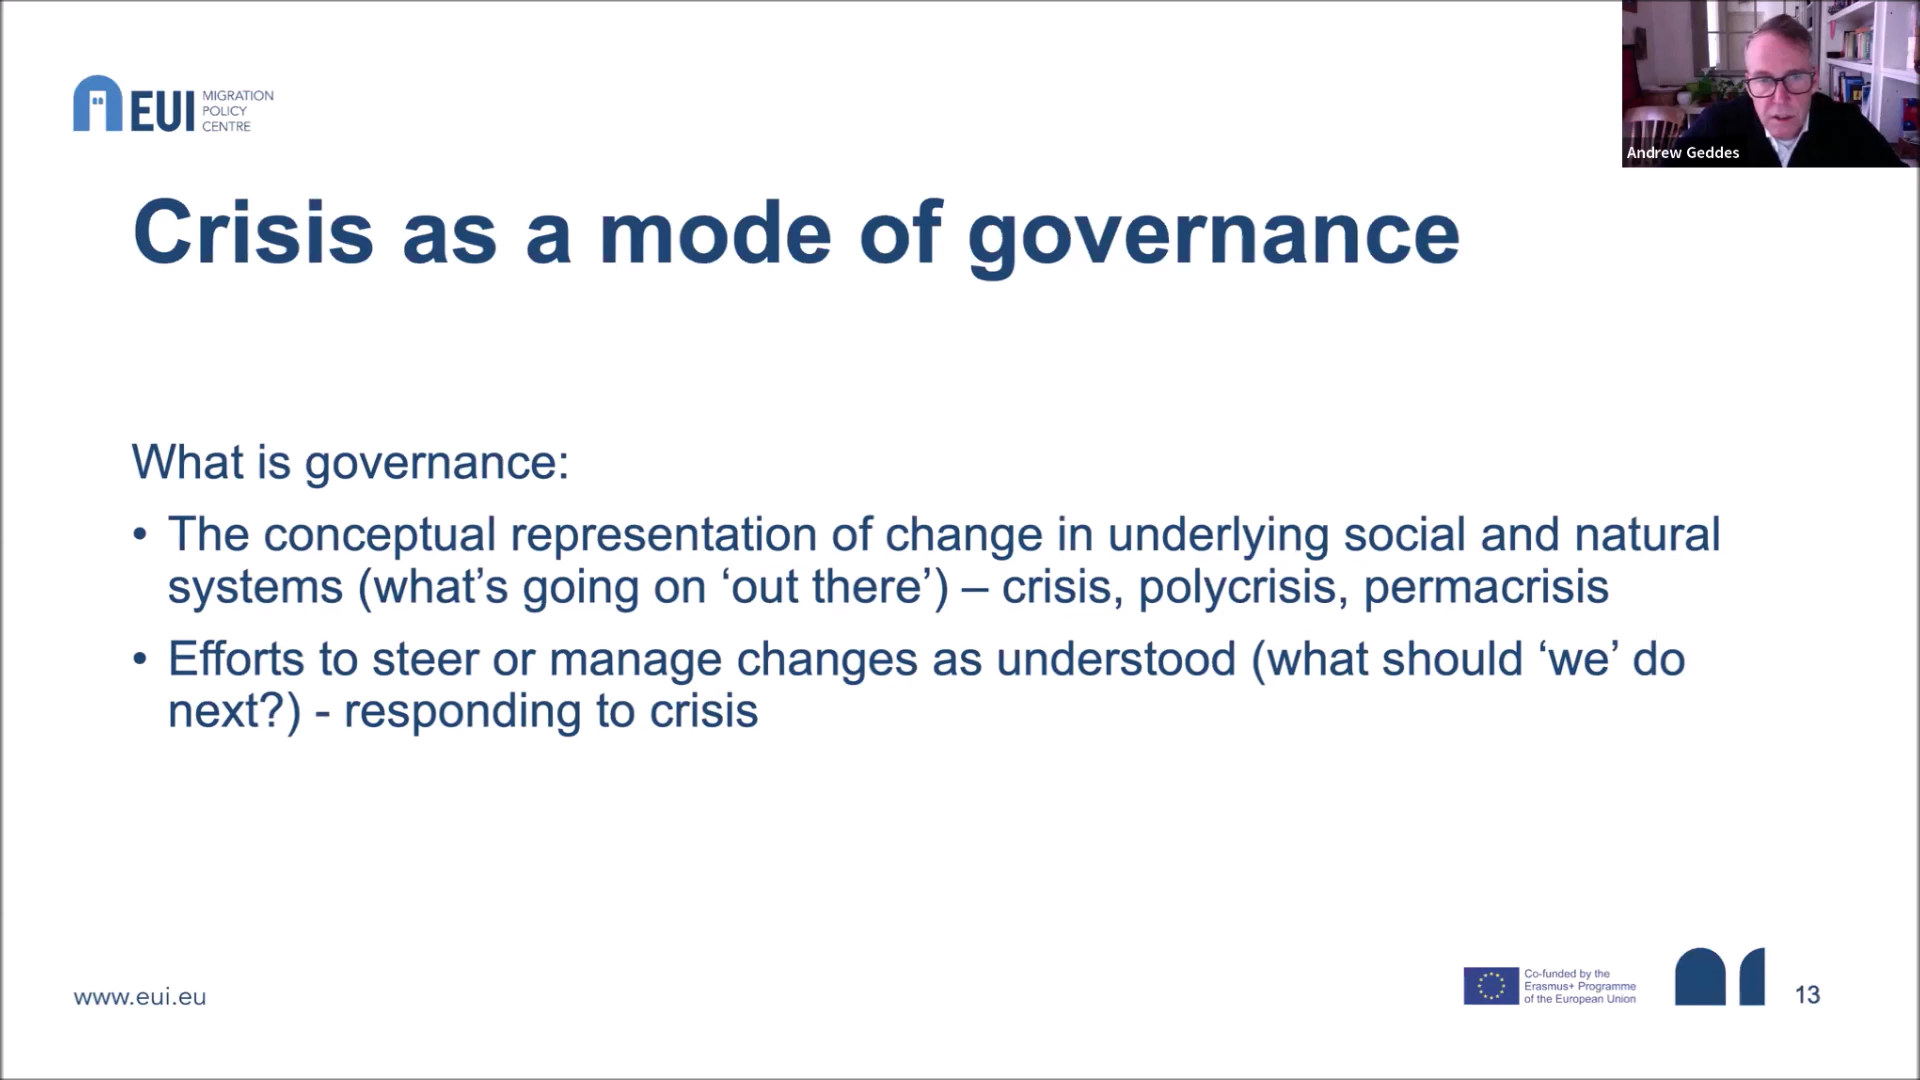 EUI
MIGRATION
POLICY
CENTRE
Andrew Geddes
Crisis as a mode of governance
What is governance:
• The conceptual representation of change in underlying social and natural
systems (what’s going on ‘out there’) – crisis, polycrisis, permacrisis
• Efforts to steer or manage changes as understood (what should ‘we’ do
next?) - responding to crisis
www.eui.eu
Co-funded by the
Erasmus+ Programme
of the European Union
13